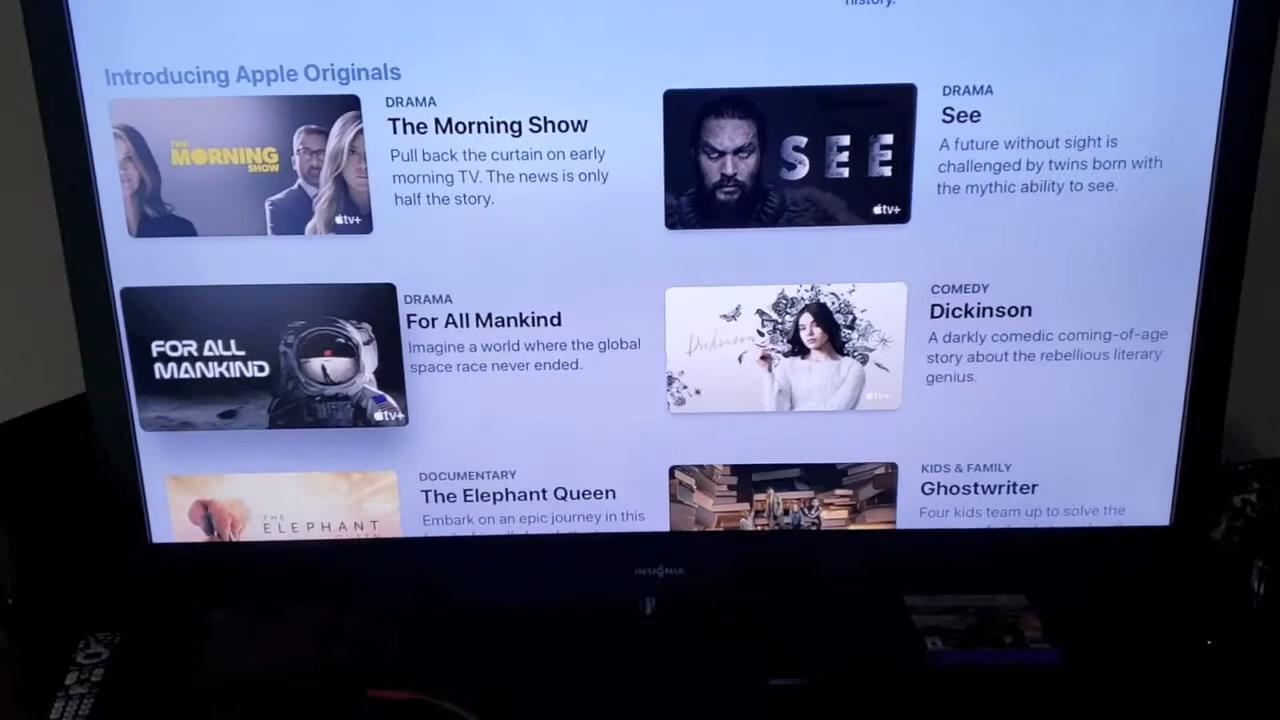 history.
Introducing Apple Originals
THE
MORNING
SHOW
tv+
DRAMA
The Morning Show
Pull back the curtain on early
morning TV. The news is only
half the story.
SEE
tv+
DRAMA
See
A future without sight is
challenged by twins born with
the mythic ability to see.
FOR ALL
MANKIND
tv+
DRAMA
For All Mankind
Imagine a world where the global
space race never ended.
Dickinson
tv+
COMEDY
Dickinson
A darkly comedic coming-of-age
story about the rebellious literary
genius.
THE
ELEPHANT
QUEEN
DOCUMENTARY
The Elephant Queen
Embark on an epic journey in this
KIDS & FAMILY
Ghostwriter
Four kids team up to solve the
INSIGNIA